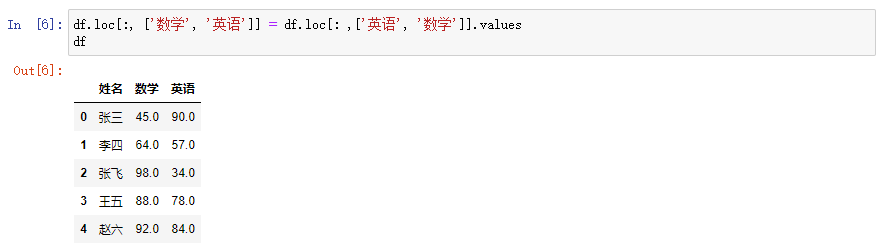 In [6]: df.loc[:, ['数学', '英语']] = df.loc[: ,['英语', '数学']].values
df
Out[6]:
姓名 数学 英语
0 张三 45.0 90.0
1 李四 64.0 57.0
2 张飞 98.0 34.0
3 王五 88.0 78.0
4 赵六 92.0 84.0